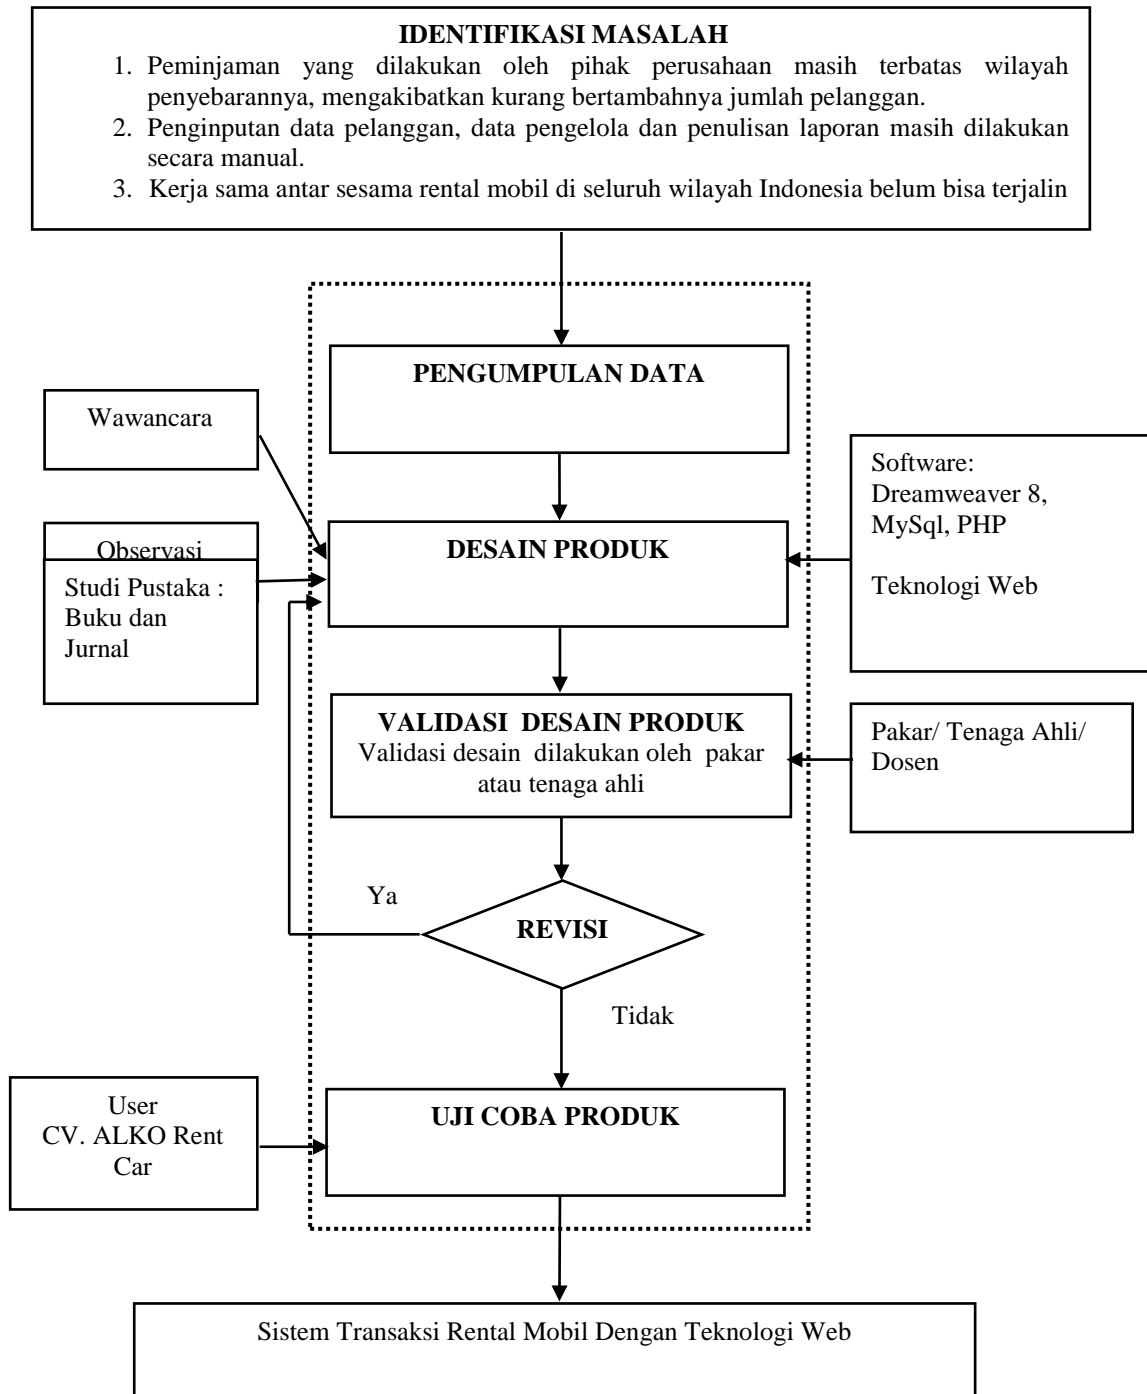 IDENTIFIKASI MASALAH
1. Peminjaman yang dilakukan oleh pihak perusahaan masih terbatas wilayah
penyebarannya, mengakibatkan kurang bertambahnya jumlah pelanggan.
2. Penginputan data pelanggan, data pengelola dan penulisan laporan masih dilakukan
secara manual.
3. Kerja sama antar sesama rental mobil di seluruh wilayah Indonesia belum bisa terjalin
PENGUMPULAN DATA
Wawancara
Software:
Dreamweaver 8,
MySql, PHP
Teknologi Web
Observasi
Studi Pustaka :
Buku dan
Jurnal
DESAIN PRODUK
VALIDASI DESAIN PRODUK
Validasi desain dilakukan oleh pakar
atau tenaga ahli
Pakar/ Tenaga Ahli/
Dosen
Ya
REVISI
Tidak
User
CV. ALKO Rent
Car
UJI COBA PRODUK
Sistem Transaksi Rental Mobil Dengan Teknologi Web